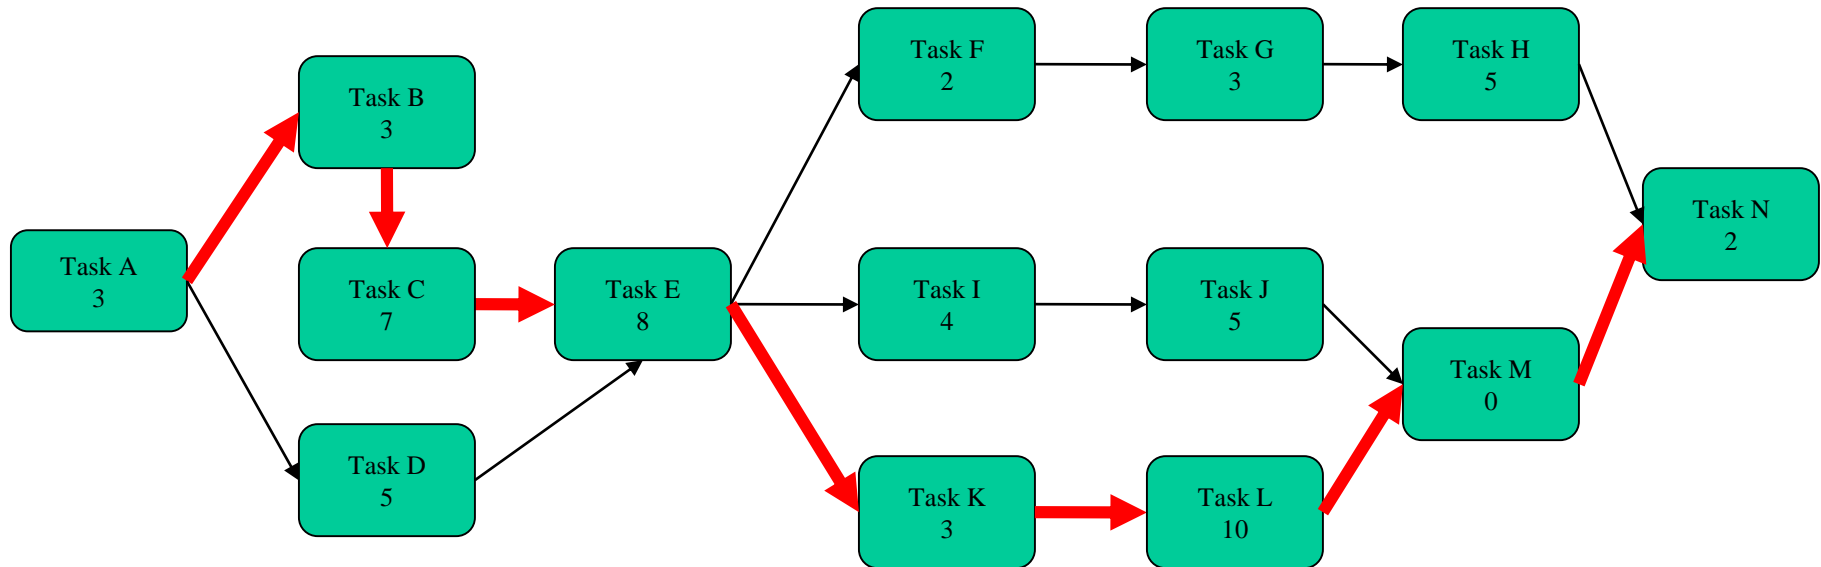 Task A
3
Task B
3
Task C
7
Task D
5
Task E
8
Task F
2
Task G
3
Task H
5
Task I
4
Task J
5
Task K
3
Task L
10
Task M
0
Task N
2